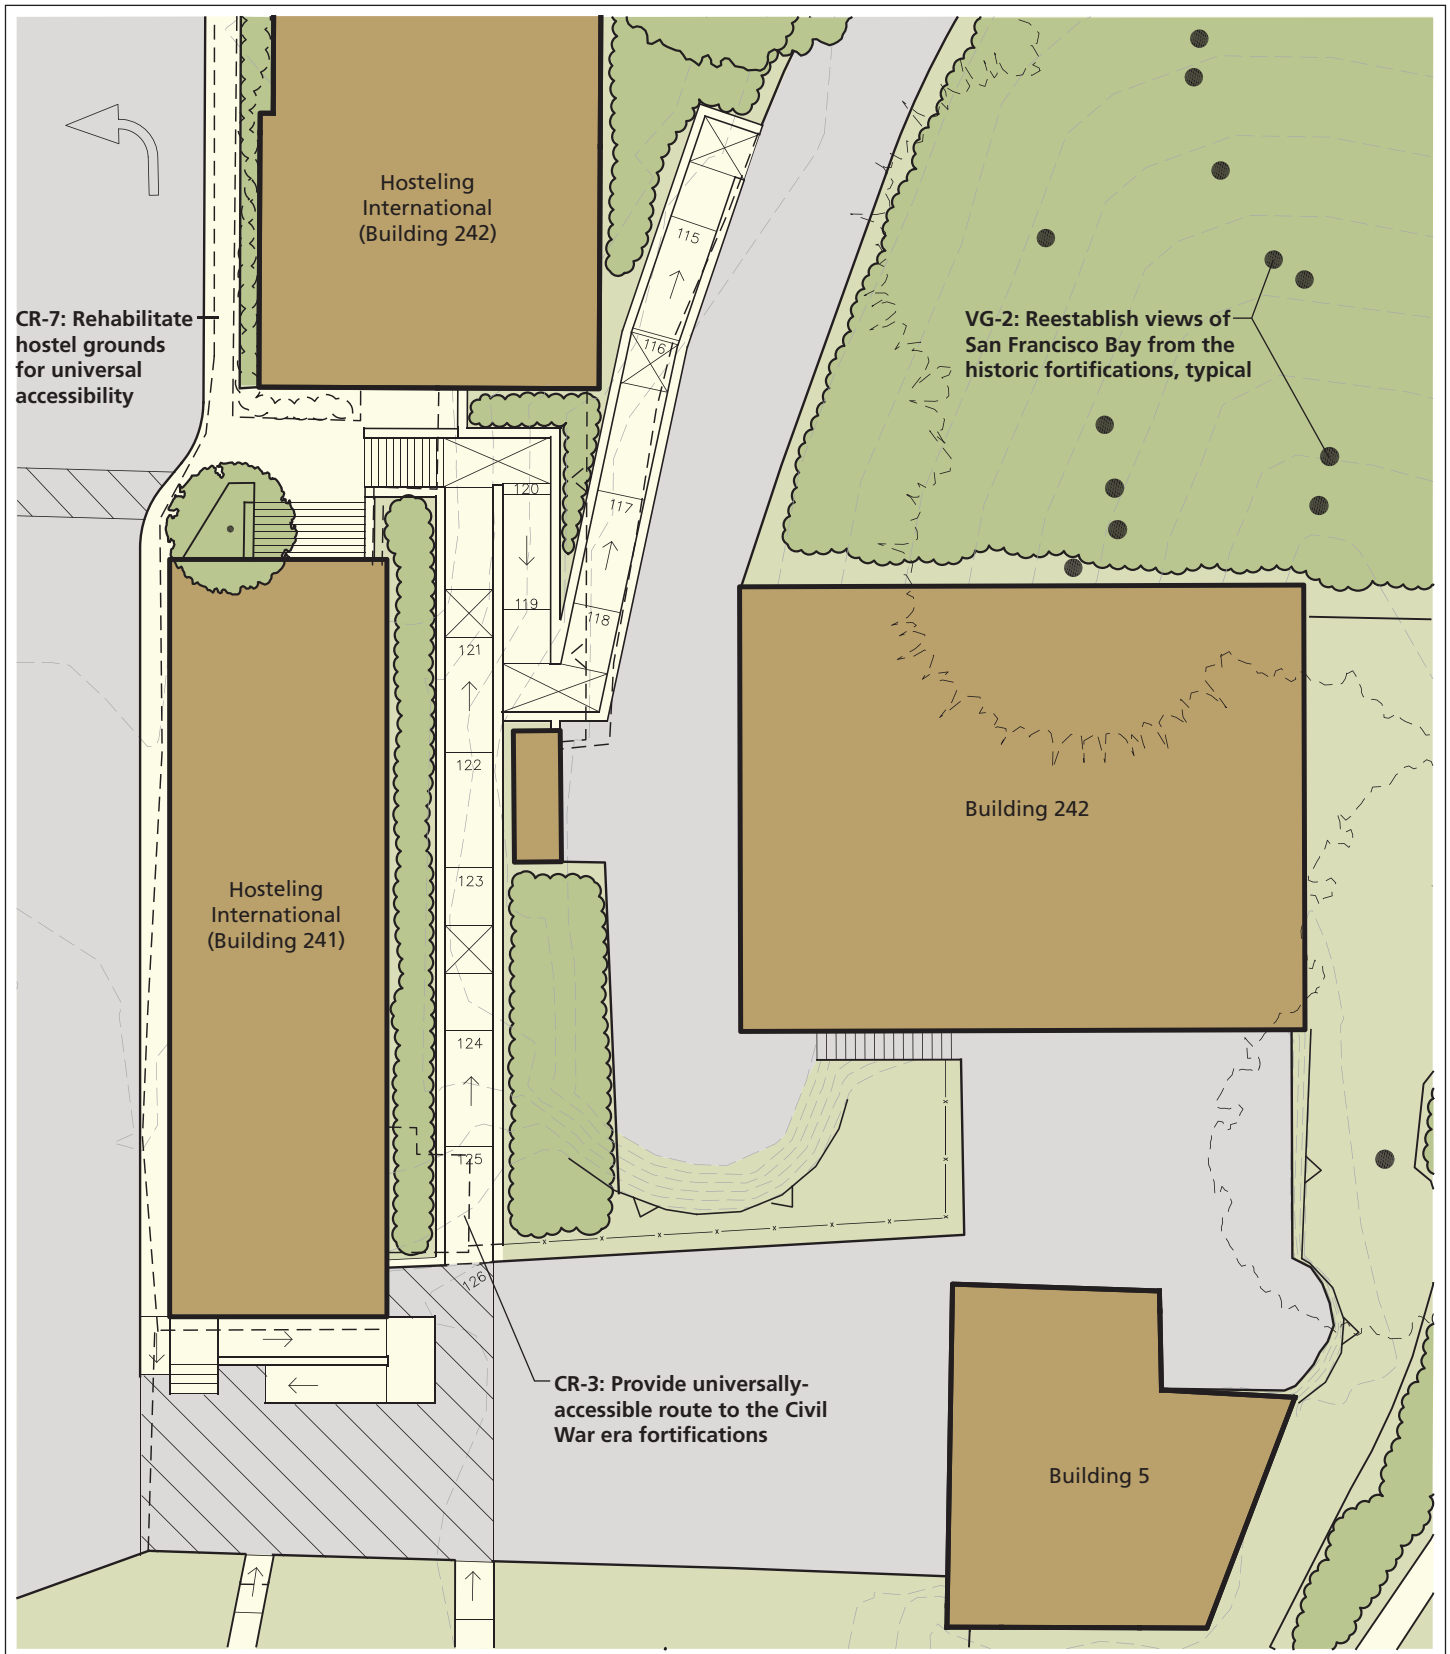 Hosteling
International
(Building 242)
115
116
CR-7: Rehabilitate
hostel grounds
for universal
accessibility
VG-2: Reestablish views of
San Francisco Bay from the
historic fortifications, typical
120
117
119
118
121
122
Building 242
123
Hosteling
International
(Building 241)
124
125
126
CR-3: Provide universally-
accessible route to the Civil
War era fortifications
Building 5